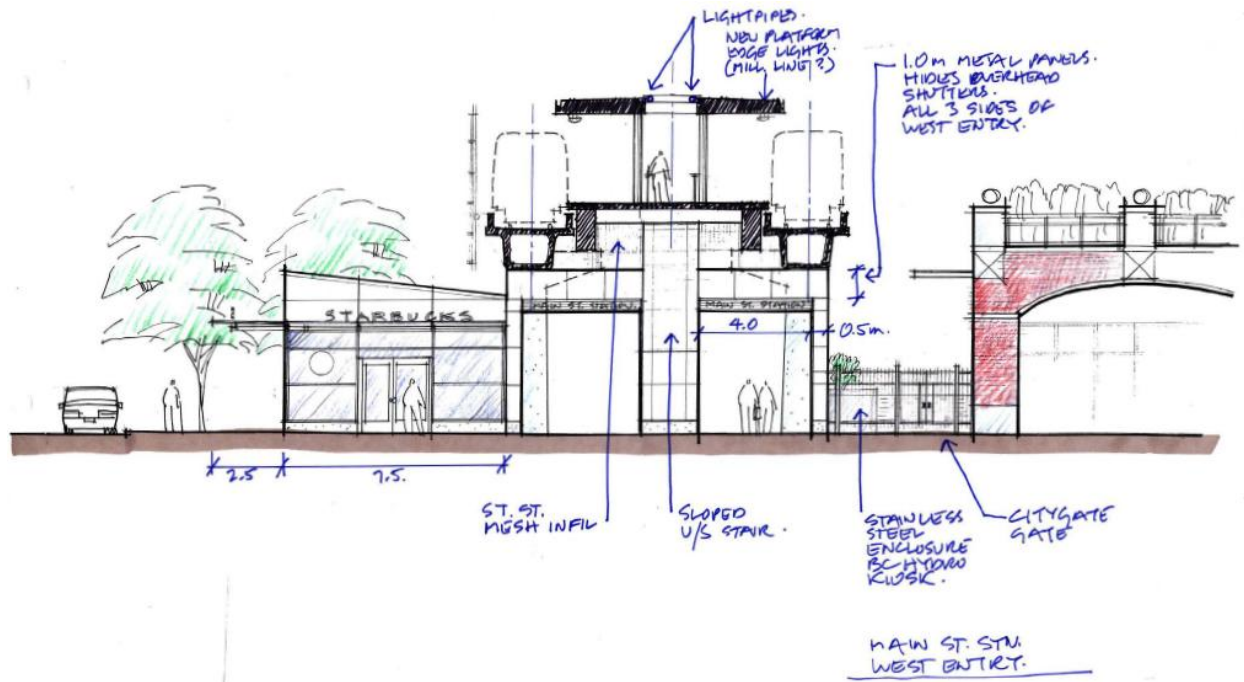 LIGHTPIPES.
NEW PLATFORM
EDGE LIGHTS.
(MILL LINE?)
1.0m METAL PANELS.
HIDES OVERHEAD
SHUTTERS.
ALL 3 SIDES OF
WEST ENTRY.
STARBUCKS
MAIN ST. STATION
MAIN ST. STATION
4.0
0.5m.
2.5
7.5.
ST. ST.
MESH INFIL
SLOPED
U/S STAIR.
STAINLESS
STEEL
ENCLOSURE
BC HYDRO
KIOSK.
CITYGATE
GATE
MAIN ST. STN.
WEST ENTRY.